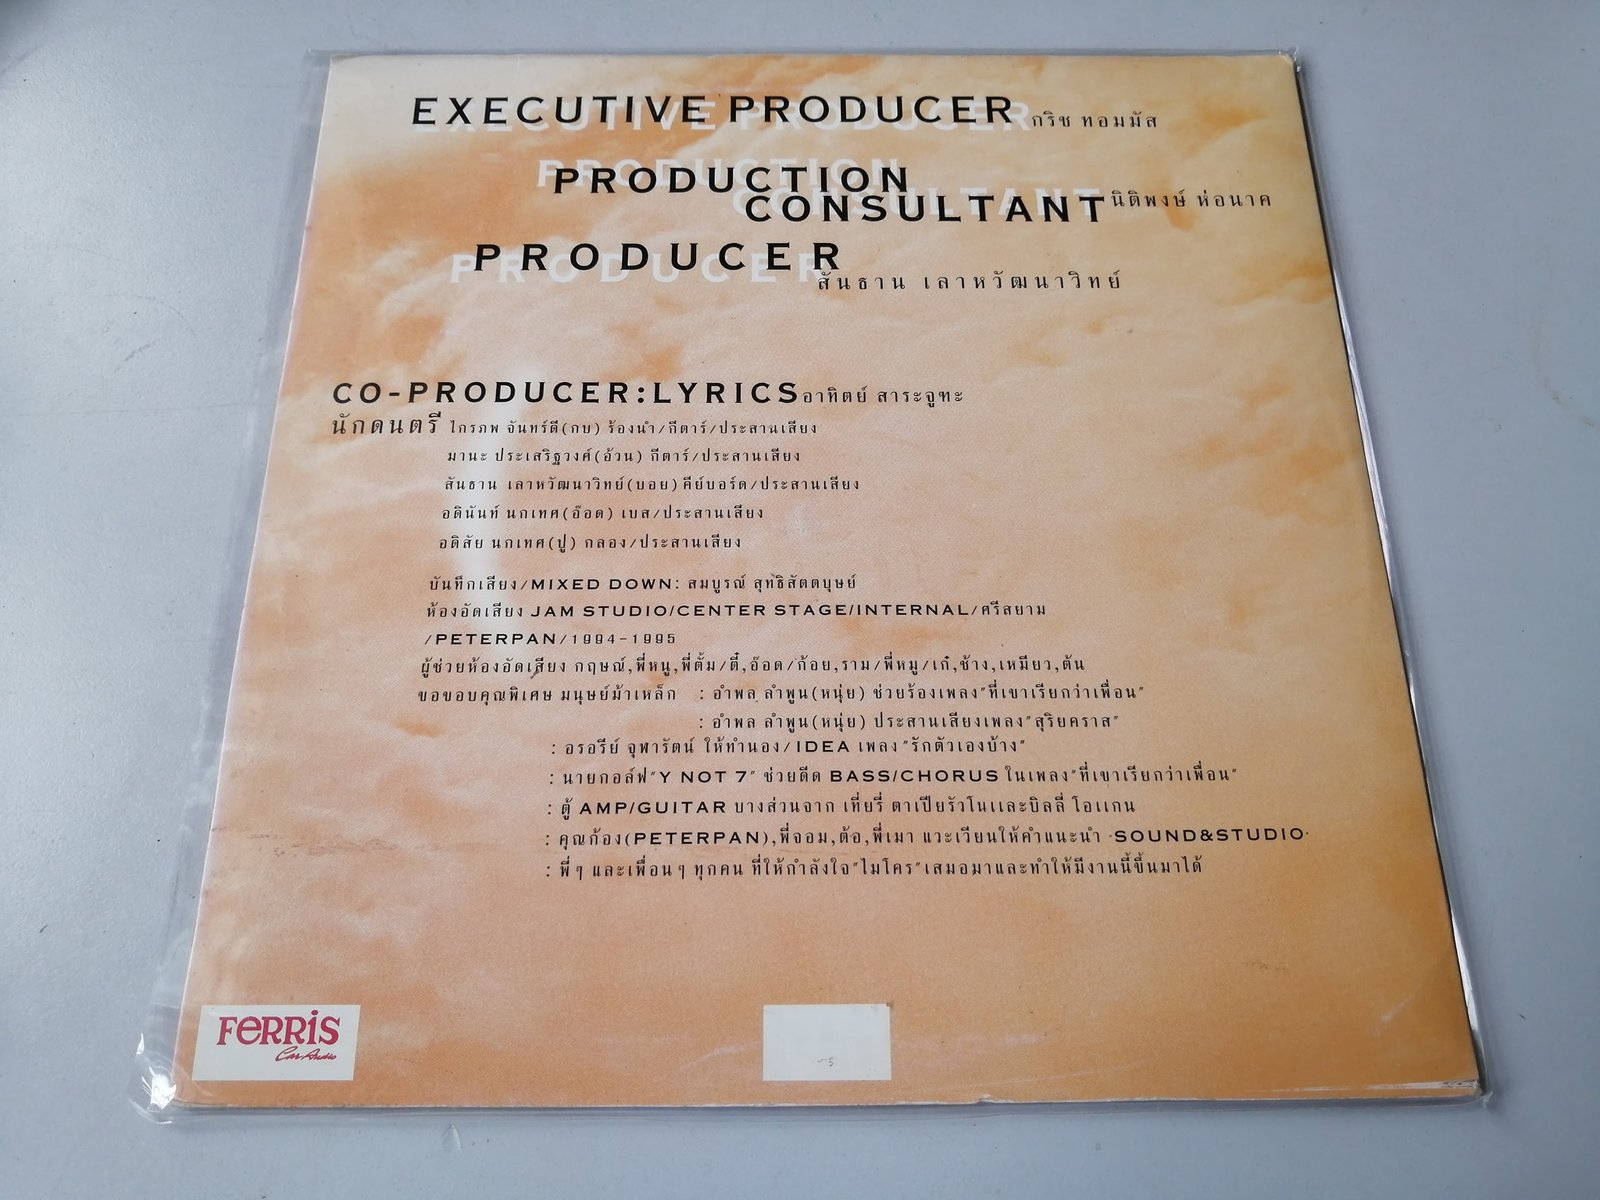 EXECUTIVE PRODUCER กริช ทอมมัส
PRODUCTION
CONSULTANT นิติพงษ์ ห่อนาค
PRODUCER
สันธาน เลาหวัฒนาวิทย์
CO-PRODUCER:LYRICS อาทิตย์ สาระจูฑะ
นักดนตรี ไกรภพ จันทร์ดี(กบ) ร้องนำ/กีตาร์/ประสานเสียง
มานะ ประเสริฐวงศ์(อ้วน) กีตาร์/ประสานเสียง
สันธาน เลาหวัฒนาวิทย์(บอย)คีย์บอร์ด/ประสานเสียง
อตินันท์ นกเทศ(อ๊อด) เบส/ประสานเสียง
อดิสัย นกเทศ(ปู) กลอง/ประสานเสียง
บันทึกเสียง/MIXED DOWN: สมบูรณ์ สุทธิสัตตบุษย์
ห้องอัดเสียง JAM STUDIO/CENTER STAGE/INTERNAL/ศรีสยาม
/PETERPAN/1994-1995
ผู้ช่วยห้องอัดเสียง กฤษณ์,พี่หนู,พี่ตั้ม/ตี๋,อ๊อด/ก้อย,ราม/พี่หมู/เก๋,ช้าง,เหมียว,ต้น
ขอขอบคุณพิเศษ มนุษย์ม้าเหล็ก : อำพล ลำพูน(หนุ่ย) ช่วยร้องเพลง"ที่เขาเรียกว่าเพื่อน"
: อำพล ลำพูน(หนุ่ย) ประสานเสียงเพลง"สุริยคราส"
: อรอรีย์ จุฬารัตน์ ให้ทำนอง/IDEA เพลง"รักตัวเองบ้าง"
: นายกอล์ฟ"Y NOT 7" ช่วยดีด BASS/CHORUS ในเพลง"ที่เขาเรียกว่าเพื่อน"
: ตู้ AMP/GUITAR บางส่วนจาก เที่ยรี่ ตาเปียรัวโนและบิลลี่ โอแกน
: คุณก้อง(PETERPAN),พี่จอม,ต้อ,พี่เมา แวะเวียนให้คำแนะนำ ·SOUND&STUDIO·
: พี่ๆ และเพื่อนๆ ทุกคน ที่ให้กำลังใจ"ไมโคร"เสมอมาและทำให้มีงานนี้ขึ้นมาได้
FeRRiS
Car Audio